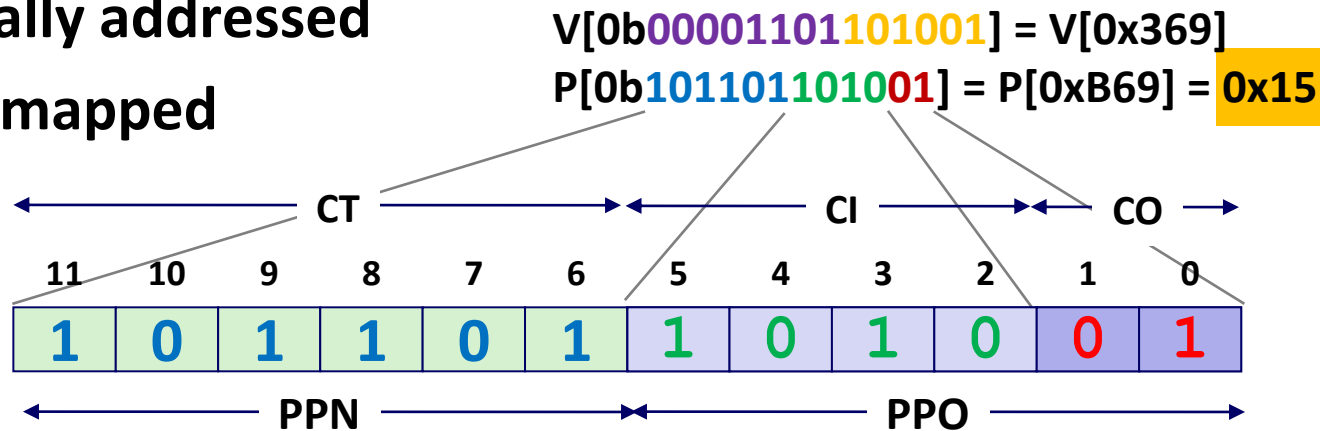 ally addressed
mapped
V[0b00001101101001] = V[0x369]
P[0b101101101001] = P[0xB69] = 0x15
CT CI CO
11 10 9 8 7 6 5 4 3 2 1 0
1 0 1 1 0 1 1 0 1 0 0 1
PPN PPO